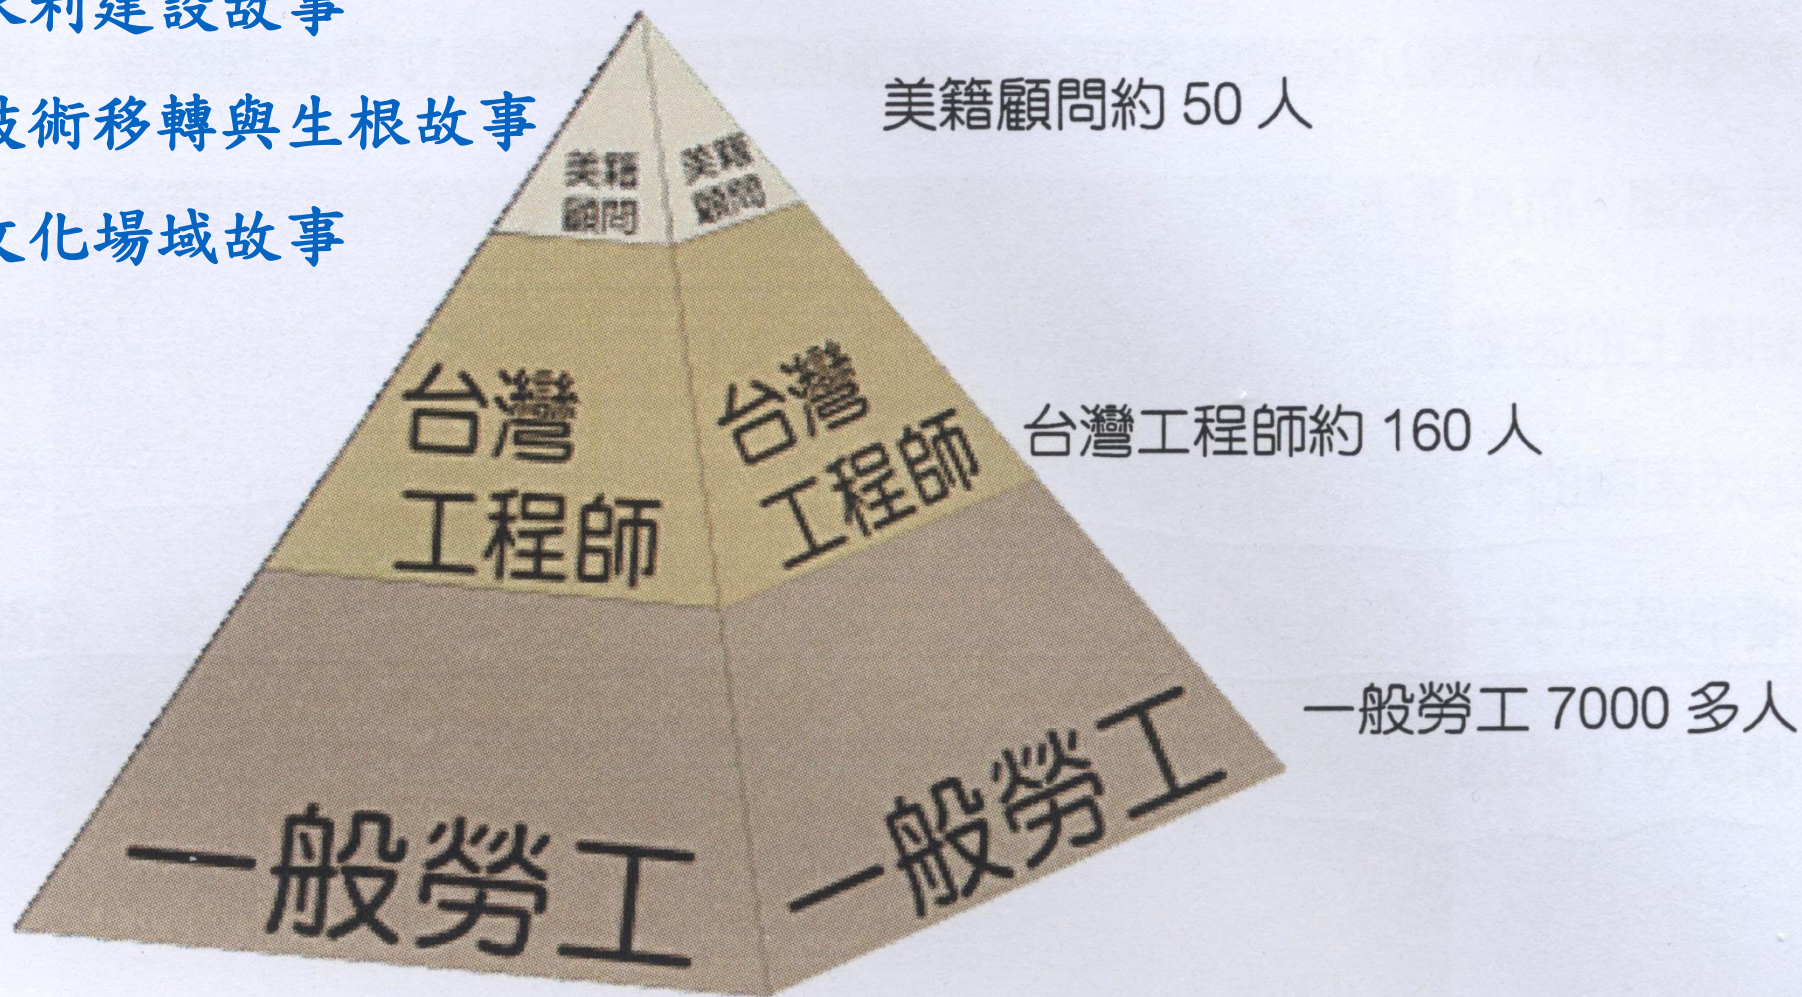 水利建設故事
技術移轉與生根故事
文化場域故事
美籍顧問約 50 人
美籍
顧問
美籍
顧問
台灣工程師約 160 人
台灣
工程師
台灣
工程師
一般勞工 7000 多人
一般勞工
一般勞工